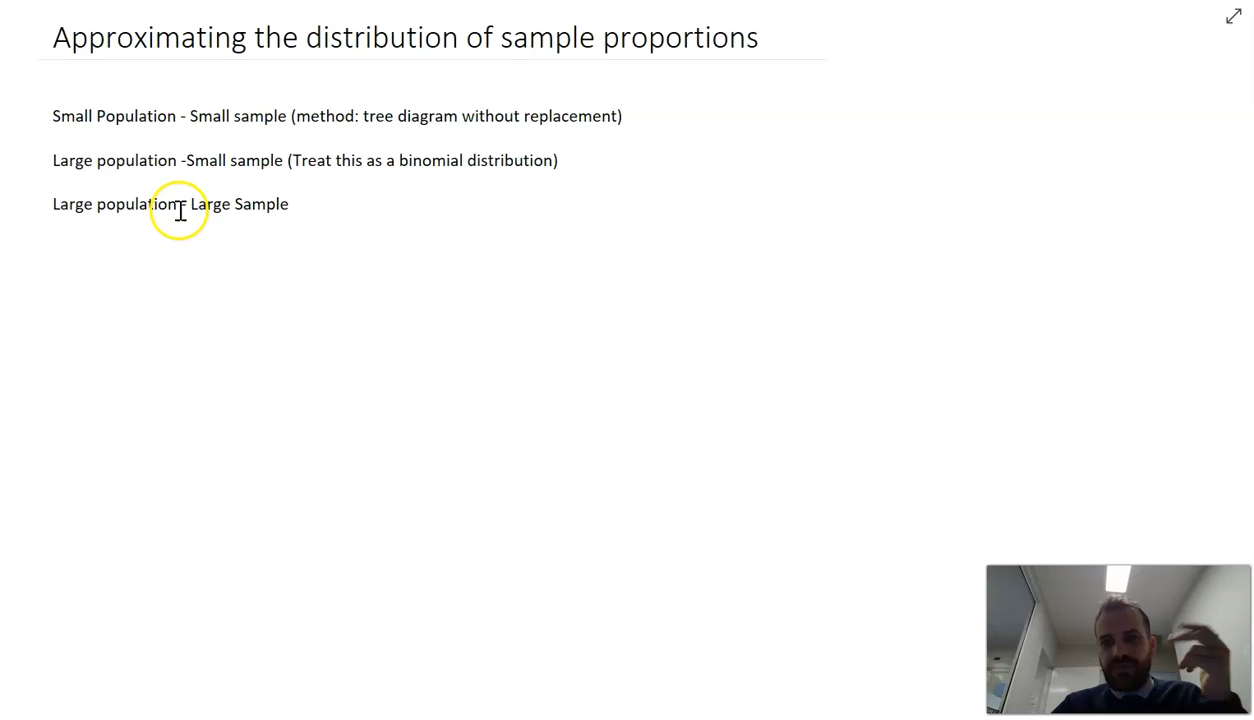 Approximating the distribution of sample proportions
Small Population - Small sample (method: tree diagram without replacement)
Large population -Small sample (Treat this as a binomial distribution)
Large population- Large Sample